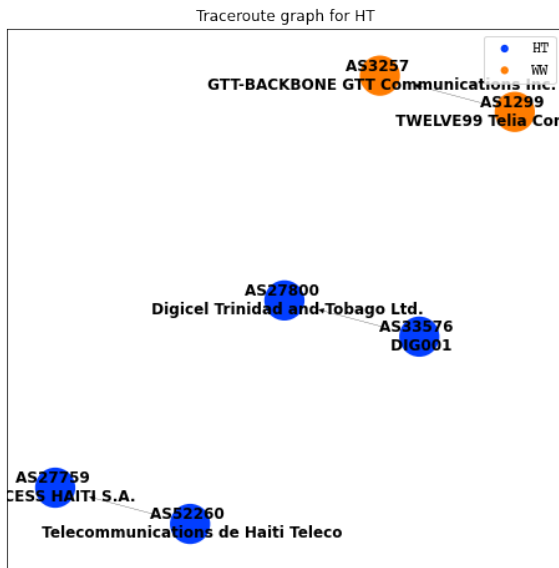 Traceroute graph for HT
HT
WW
AS3257
GTT-BACKBONE GTT Communications Inc.
AS1299
TWELVE99 Telia Cor
AS27800
Digicel Trinidad and Tobago Ltd.
AS33576
DIG001
AS27759
CESS HAITI S.A.
AS52260
Telecommunications de Haiti Teleco